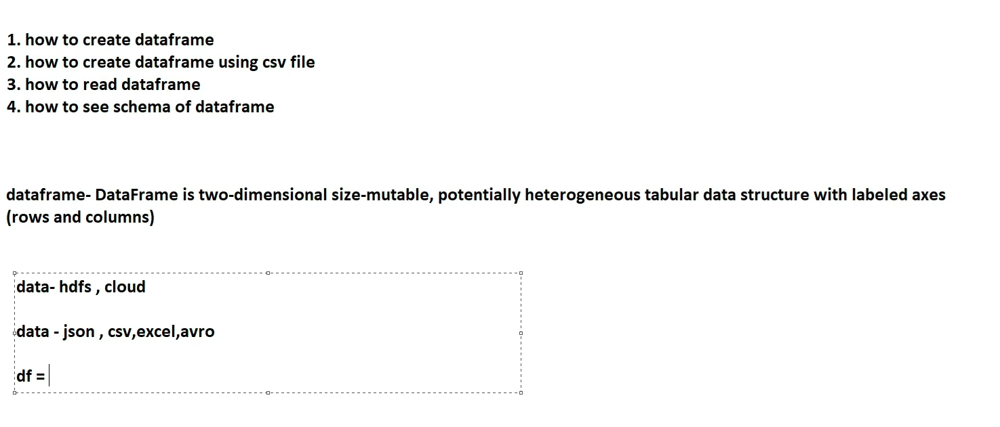 1. how to create dataframe
2. how to create dataframe using csv file
3. how to read dataframe
4. how to see schema of dataframe
dataframe- DataFrame is two-dimensional size-mutable, potentially heterogeneous tabular data structure with labeled axes
(rows and columns)
data- hdfs , cloud
data - json , csv,excel,avro
df =